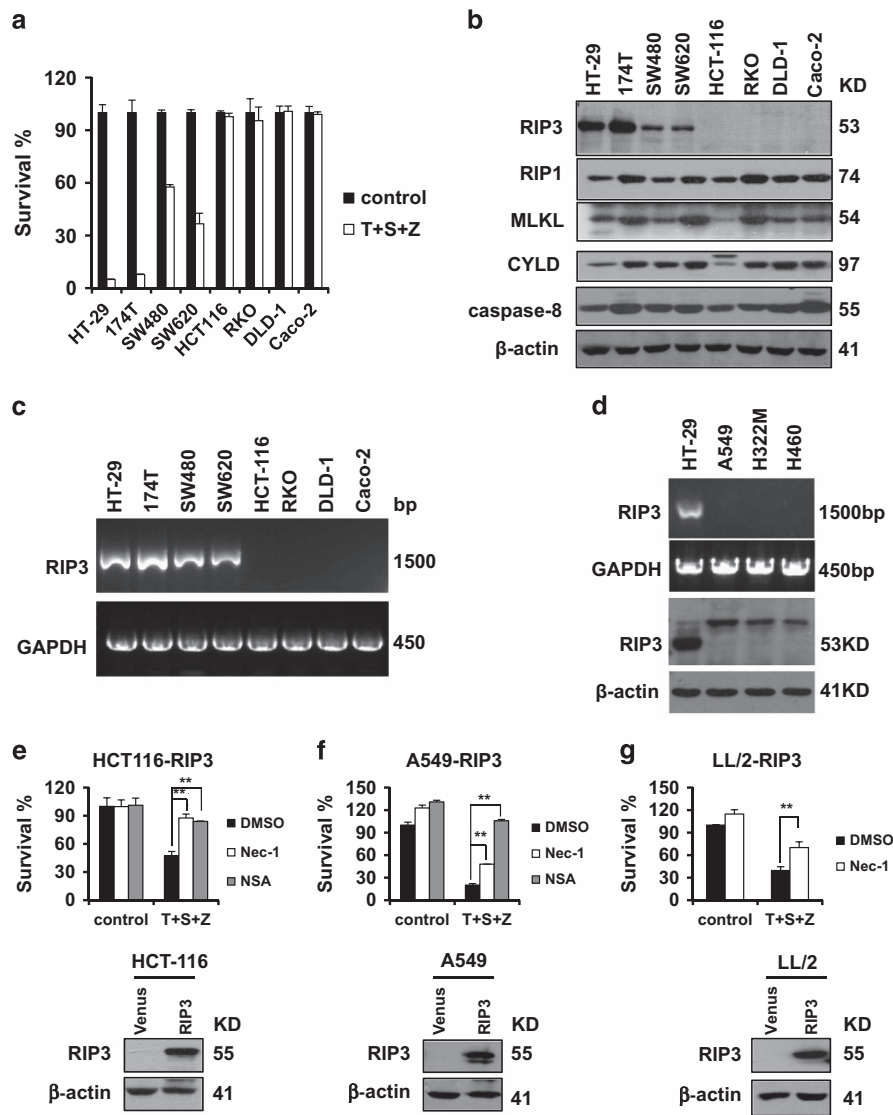 a
Survival %
120
90
60
30
0
control
T+S+Z
HT-29
174T
SW480
SW620
HCT116
RKO
DLD-1
Caco-2
b
HT-29
174T
SW480
SW620
HCT-116
RKO
DLD-1
Caco-2
KD
RIP3 53
RIP1 74
MLKL 54
CYLD 97
caspase-8 55
β-actin 41
c
HT-29
174T
SW480
SW620
HCT-116
RKO
DLD-1
Caco-2
bp
RIP3 1500
GAPDH 450
d
HT-29
A549
H322M
H460
RIP3 1500bp
GAPDH 450bp
RIP3 53KD
β-actin 41KD
e
HCT116-RIP3
Survival %
120
90
60
30
0
**
**
DMSO
Nec-1
NSA
control T+S+Z
HCT-116
Venus
RIP3
KD
RIP3 55
β-actin 41
f
A549-RIP3
Survival %
150
120
90
60
30
0
**
**
DMSO
Nec-1
NSA
control T+S+Z
A549
Venus
RIP3
KD
RIP3 55
β-actin 41
g
LL/2-RIP3
Survival %
150
120
90
60
30
0
**
DMSO
Nec-1
control T+S+Z
LL/2
Venus
RIP3
KD
RIP3 55
β-actin 41